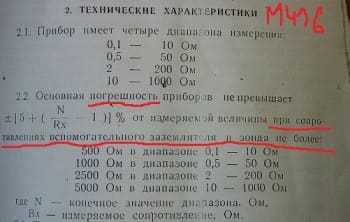 2. ТЕХНИЧЕСКИЕ ХАРАКТЕРИСТИКИ
М416
2.1. Прибор имеет четыре диапазона измерения:
0,1 — 10 Ом
0,5 — 50 Ом
2 — 200 Ом
10 — 1000 Ом
2.2. Основная погрешность приборов не превышает
±[5 + ( N/Rx − 1)] % от измеряемой величины при сопро-
тивлениях вспомогательного заземлителя и зонда не более:
500 Ом в диапазоне 0,1 — 10 Ом
1000 Ом в диапазоне 0,5 — 50 Ом
2500 Ом в диапазоне 2 — 200 Ом
5000 Ом в диапазоне 10 — 1000 Ом
где N — конечное значение диапазона. Ом,
Rx — измеряемое сопротивление, Ом.